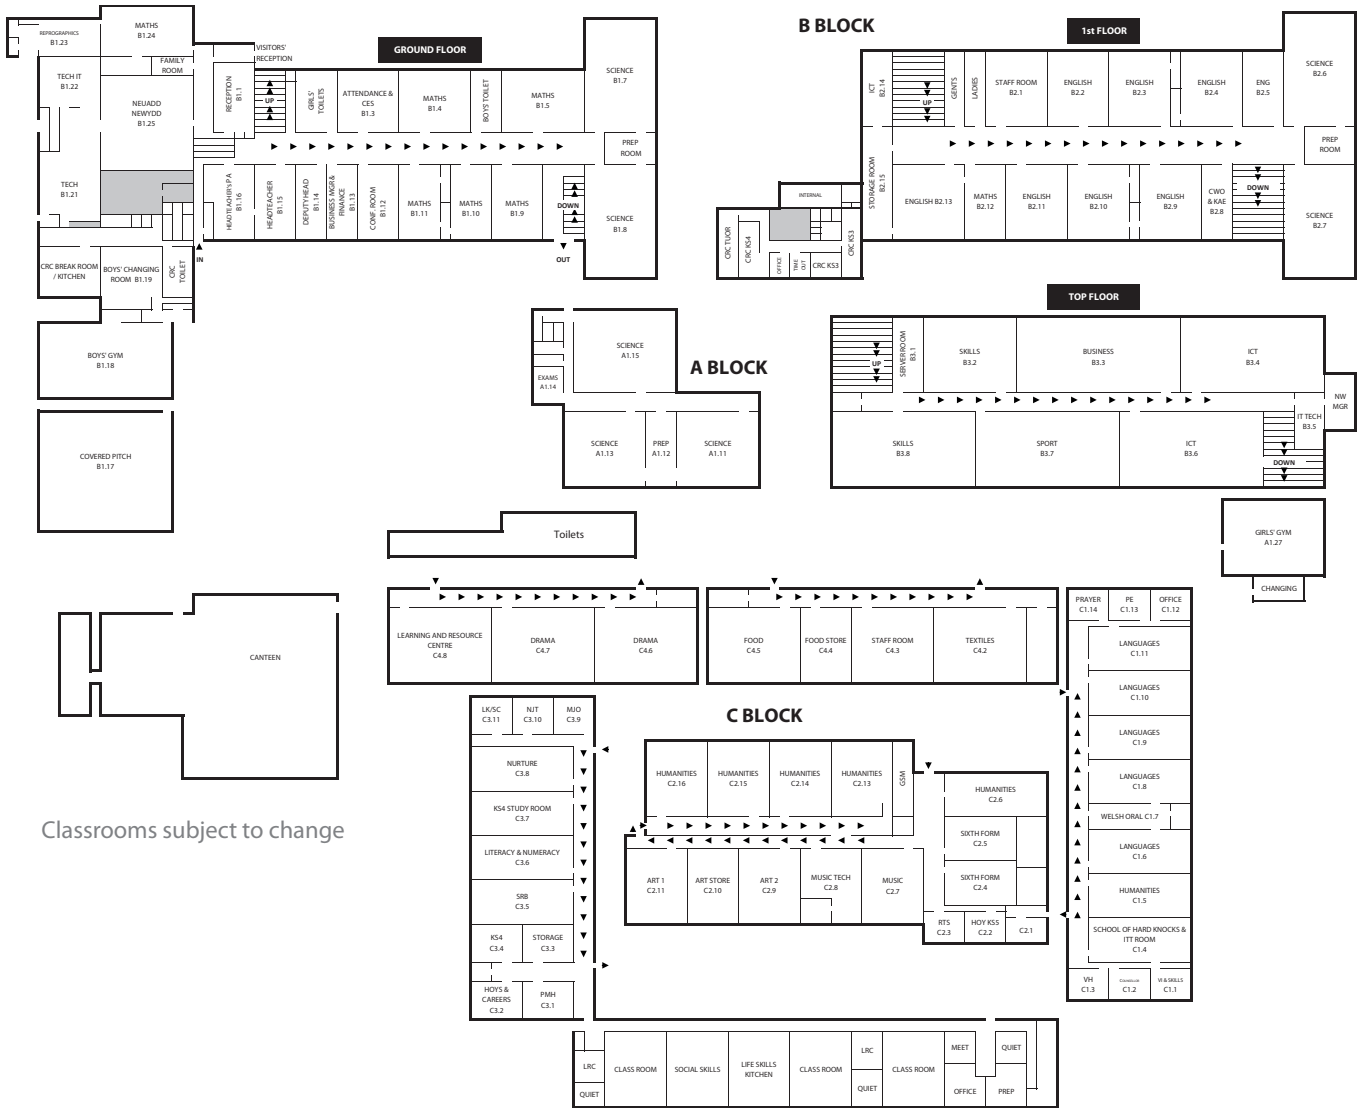 B BLOCK
GROUND FLOOR
REPROGRAPHICS
B1.23
MATHS
B1.24
FAMILY
ROOM
VISITORS'
RECEPTION
TECH IT
B1.22
NEUADD
NEWYDD
B1.25
RECEPTION
B1.1
UP
GIRLS'
TOILETS
ATTENDANCE &
CES
B1.3
MATHS
B1.4
BOYS TOILET
MATHS
B1.5
SCIENCE
B1.7
PREP
ROOM
TECH
B1.21
HEADTEACHER'S PA
B1.16
HEADTEACHER
B1.15
DEPUTY HEAD
B1.14
BUSINESS MGR &
FINANCE
B1.13
CONF. ROOM
B1.12
MATHS
B1.11
MATHS
B1.10
MATHS
B1.9
DOWN
SCIENCE
B1.8
IN
OUT
CRC BREAK ROOM
/ KITCHEN
BOYS' CHANGING
ROOM B1.19
CRC
TOILET
BOYS' GYM
B1.18
COVERED PITCH
B1.17
1st FLOOR
ICT
B2.14
UP
GENTS
LADIES
STAFF ROOM
B2.1
ENGLISH
B2.2
ENGLISH
B2.3
ENGLISH
B2.4
ENG
B2.5
SCIENCE
B2.6
PREP
ROOM
STORAGE ROOM
B2.15
ENGLISH B2.13
MATHS
B2.12
ENGLISH
B2.11
ENGLISH
B2.10
ENGLISH
B2.9
CWO
& KAE
B2.8
DOWN
SCIENCE
B2.7
INTERNAL
CRC TUOR
CRC KS4
OFFICE
TIME
OUT
CRC KS3
CRC KS3
TOP FLOOR
UP
SERVER ROOM
B3.1
SKILLS
B3.2
BUSINESS
B3.3
ICT
B3.4
NW
MGR
IT TECH
B3.5
SKILLS
B3.8
SPORT
B3.7
ICT
B3.6
DOWN
A BLOCK
SCIENCE
A1.15
EXAMS
A1.14
SCIENCE
A1.13
PREP
A1.12
SCIENCE
A1.11
GIRLS' GYM
A1.27
CHANGING
Toilets
CANTEEN
Classrooms subject to change
LEARNING AND RESOURCE
CENTRE
C4.8
DRAMA
C4.7
DRAMA
C4.6
FOOD
C4.5
FOOD STORE
C4.4
STAFF ROOM
C4.3
TEXTILES
C4.2
C BLOCK
PRAYER
C1.14
PE
C1.13
OFFICE
C1.12
LANGUAGES
C1.11
LANGUAGES
C1.10
LANGUAGES
C1.9
LANGUAGES
C1.8
WELSH ORAL C1.7
LANGUAGES
C1.6
HUMANITIES
C1.5
SCHOOL OF HARD KNOCKS &
ITT ROOM
C1.4
VH
C1.3
C1.2
VI & SKILLS
C1.1
LK/SC
C3.11
NJT
C3.10
MJO
C3.9
NURTURE
C3.8
KS4 STUDY ROOM
C3.7
LITERACY & NUMERACY
C3.6
SRB
C3.5
KS4
C3.4
STORAGE
C3.3
HOYS &
CAREERS
C3.2
PMH
C3.1
HUMANITIES
C2.16
HUMANITIES
C2.15
HUMANITIES
C2.14
HUMANITIES
C2.13
GSM
HUMANITIES
C2.6
SIXTH FORM
C2.5
SIXTH FORM
C2.4
ART 1
C2.11
ART STORE
C2.10
ART 2
C2.9
MUSIC TECH
C2.8
MUSIC
C2.7
RTS
C2.3
HOY KS5
C2.2
C2.1
LRC
QUIET
CLASS ROOM
SOCIAL SKILLS
LIFE SKILLS
KITCHEN
CLASS ROOM
LRC
QUIET
CLASS ROOM
MEET
OFFICE
QUIET
PREP